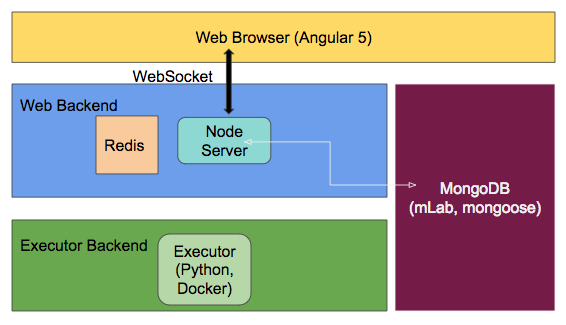 Web Browser (Angular 5)
WebSocket
Web Backend
Redis
Node
Server
MongoDB
(mLab, mongoose)
Executor Backend
Executor
(Python,
Docker)